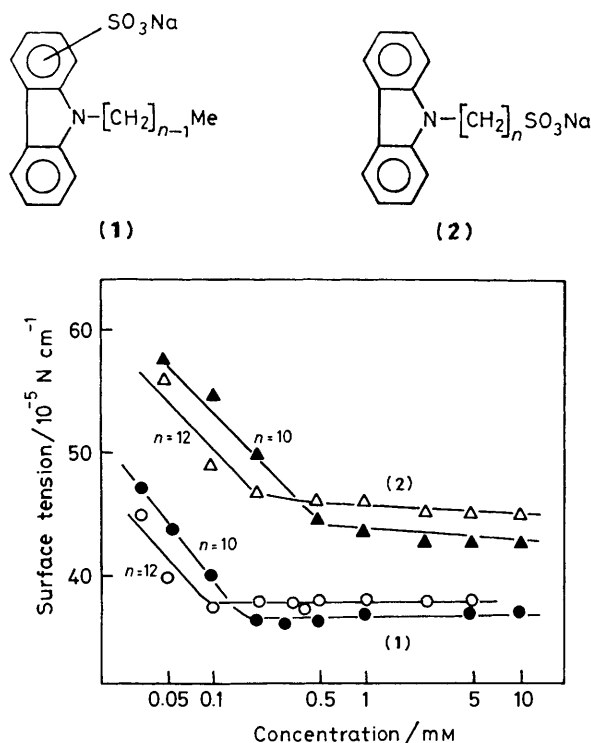 SO₃Na
N–[CH₂]ₙ₋₁Me
N–[CH₂]ₙSO₃Na
(1)
(2)
Surface tension/10⁻⁵ N cm⁻¹
60
50
40
n=12
n=10
(2)
n=10
n=12
(1)
0.05 0.1 0.5 1 5 10
Concentration/mM